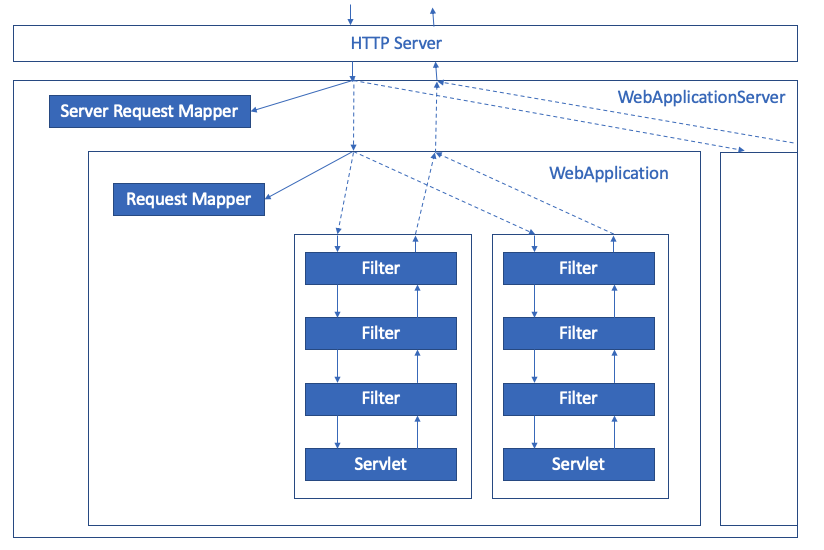 HTTP Server
WebApplicationServer
Server Request Mapper
WebApplication
Request Mapper
Filter
Filter
Filter
Filter
Filter
Filter
Servlet
Servlet